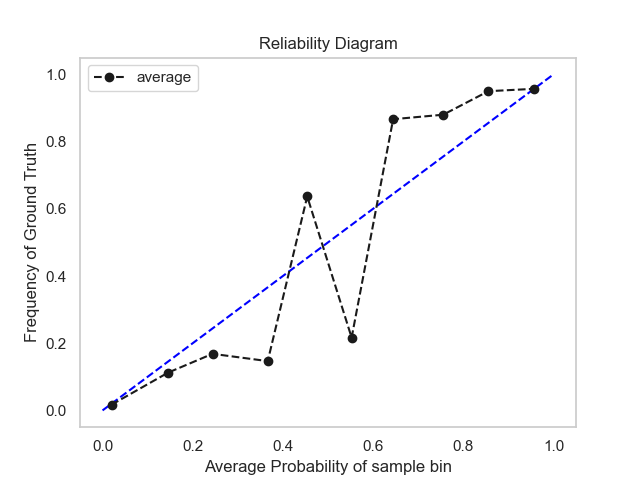 Reliability Diagram
average
Frequency of Ground Truth
1.0
0.8
0.6
0.4
0.2
0.0
0.0 0.2 0.4 0.6 0.8 1.0
Average Probability of sample bin